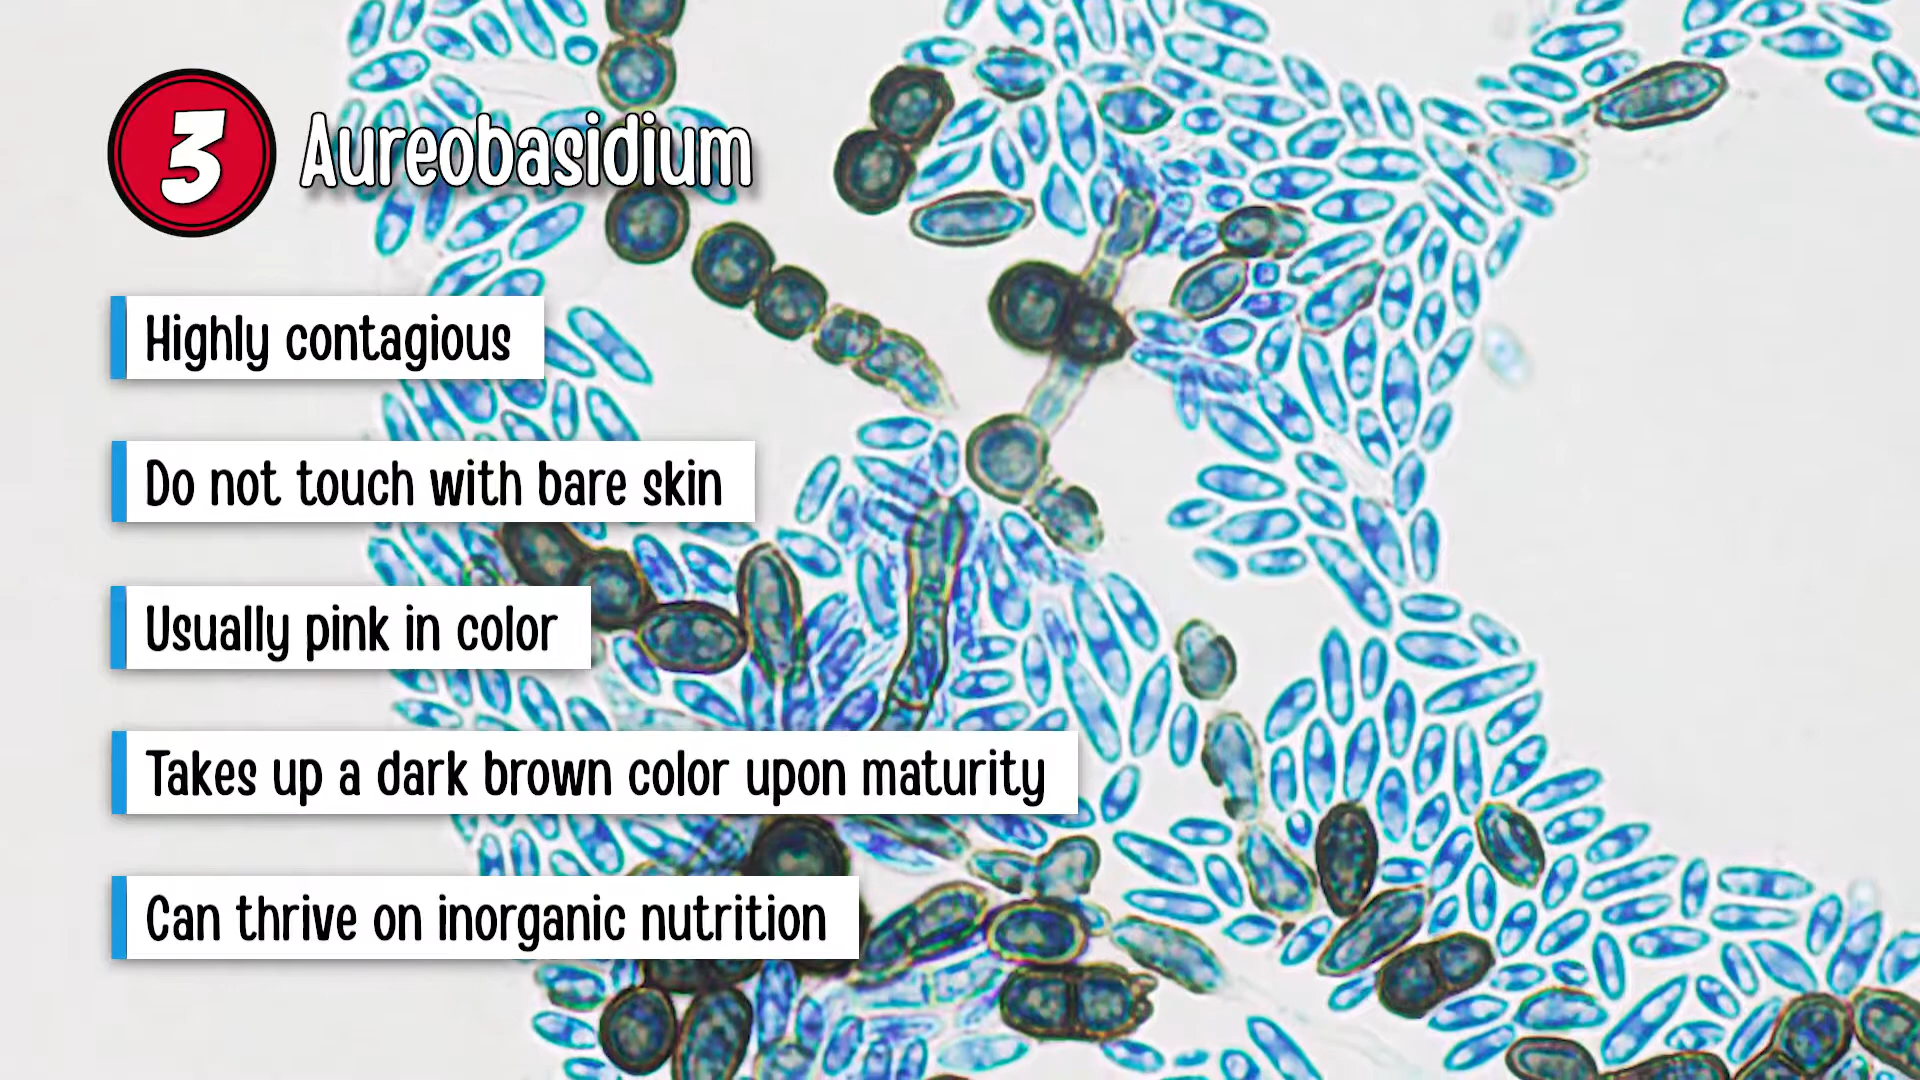 3 Aureobasidium
Highly contagious
Do not touch with bare skin
Usually pink in color
Takes up a dark brown color upon maturity
Can thrive on inorganic nutrition